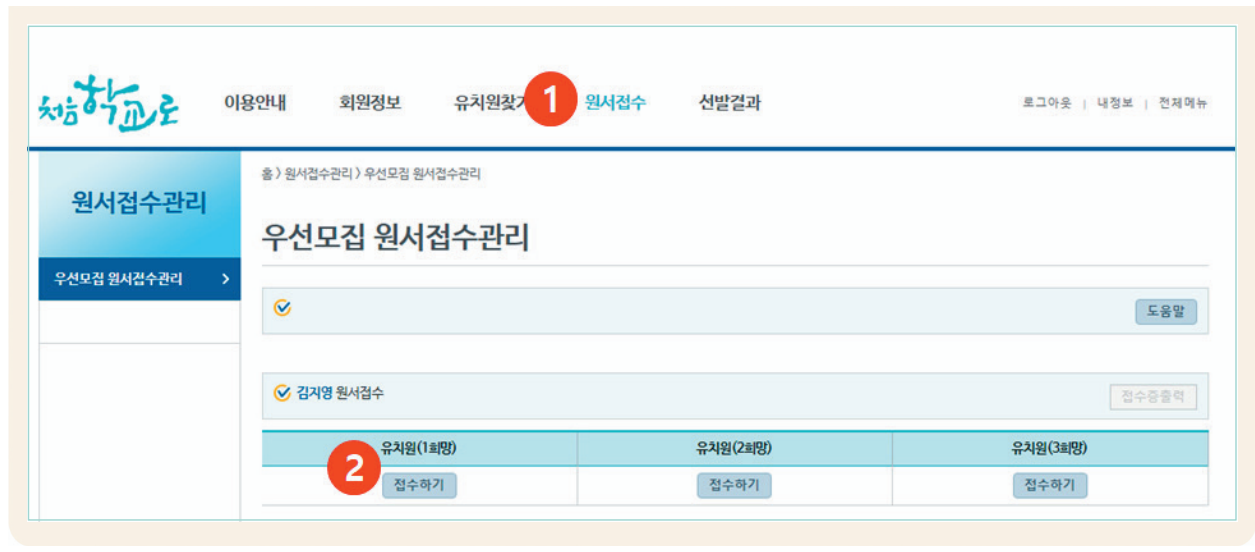 처음학교로 이용안내 회원정보 유치원찾기 1 원서접수 선발결과 로그아웃 | 내정보 | 전체메뉴
원서접수관리
우선모집 원서접수관리 >
홈 > 원서접수관리 > 우선모집 원서접수관리
우선모집 원서접수관리
도움말
김지영 원서접수 접수증출력
유치원(1희망) 유치원(2희망) 유치원(3희망)
2 접수하기 접수하기 접수하기